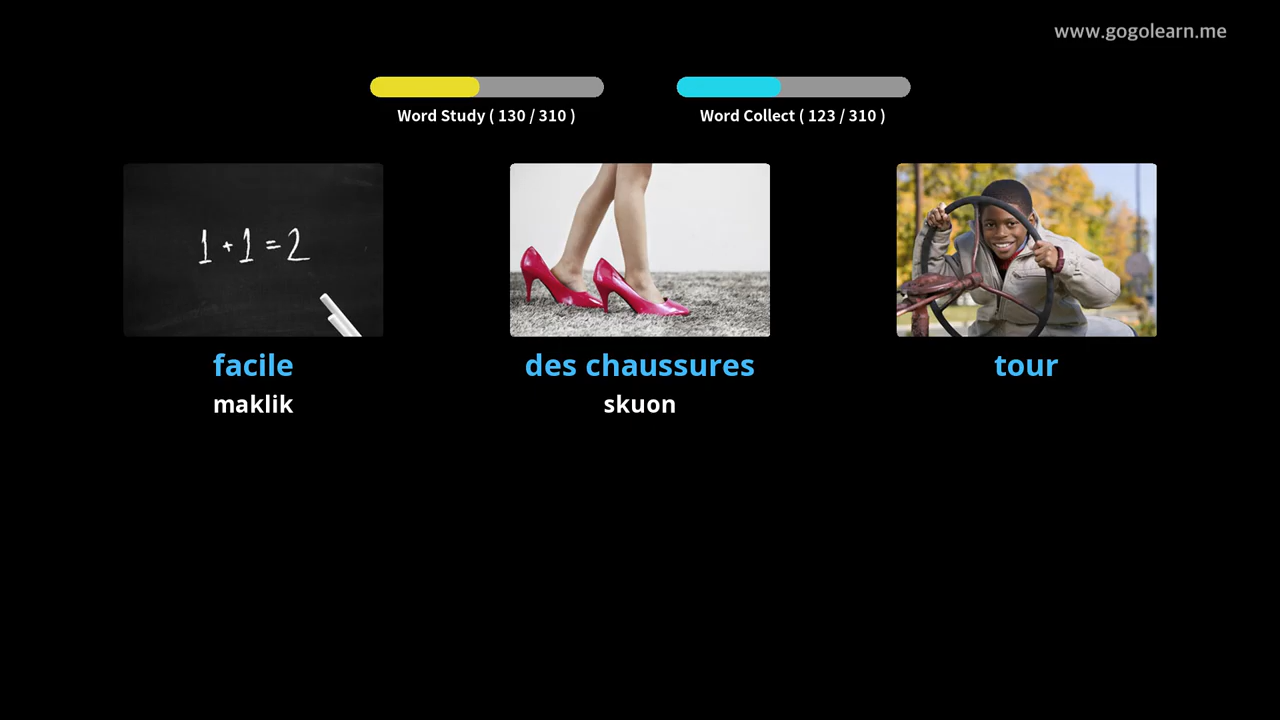 www.gogolearn.me
Word Study ( 130 / 310 )
Word Collect ( 123 / 310 )
1 + 1 = 2
facile
des chaussures
tour
maklik
skuon